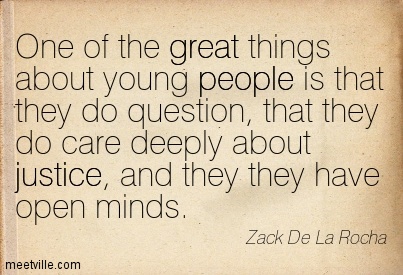 One of the great things
about young people is that
they do question, that they
do care deeply about
justice, and they they have
open minds.
Zack De La Rocha
meetville.com